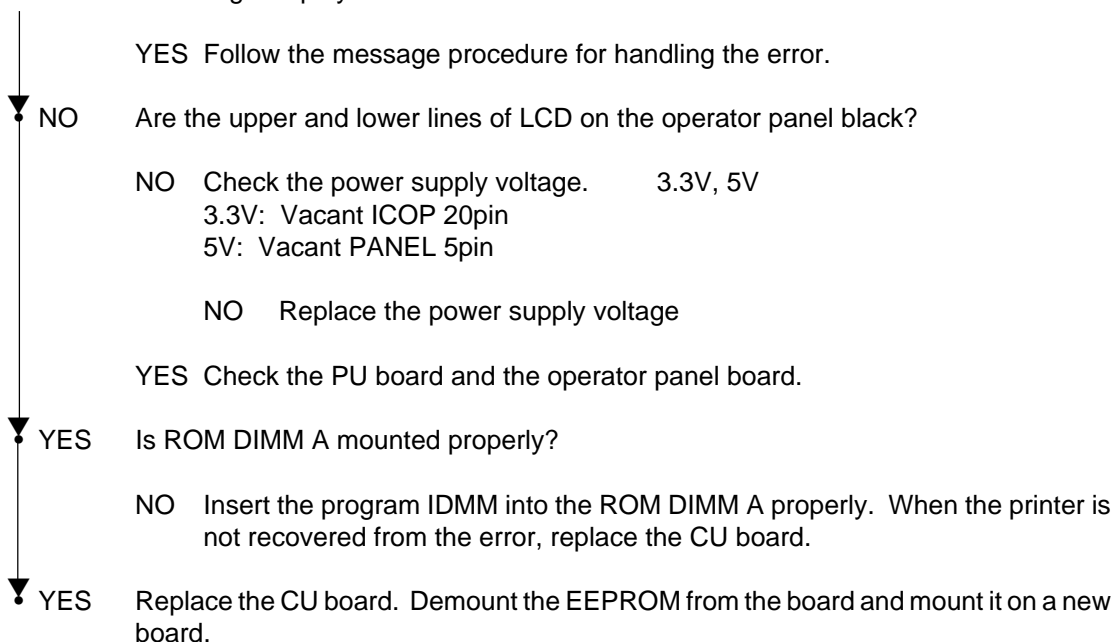 YES Follow the message procedure for handling the error.
NO Are the upper and lower lines of LCD on the operator panel black?
NO Check the power supply voltage. 3.3V, 5V
3.3V: Vacant ICOP 20pin
5V: Vacant PANEL 5pin
NO Replace the power supply voltage
YES Check the PU board and the operator panel board.
YES Is ROM DIMM A mounted properly?
NO Insert the program IDMM into the ROM DIMM A properly. When the printer is
not recovered from the error, replace the CU board.
YES Replace the CU board. Demount the EEPROM from the board and mount it on a new
board.